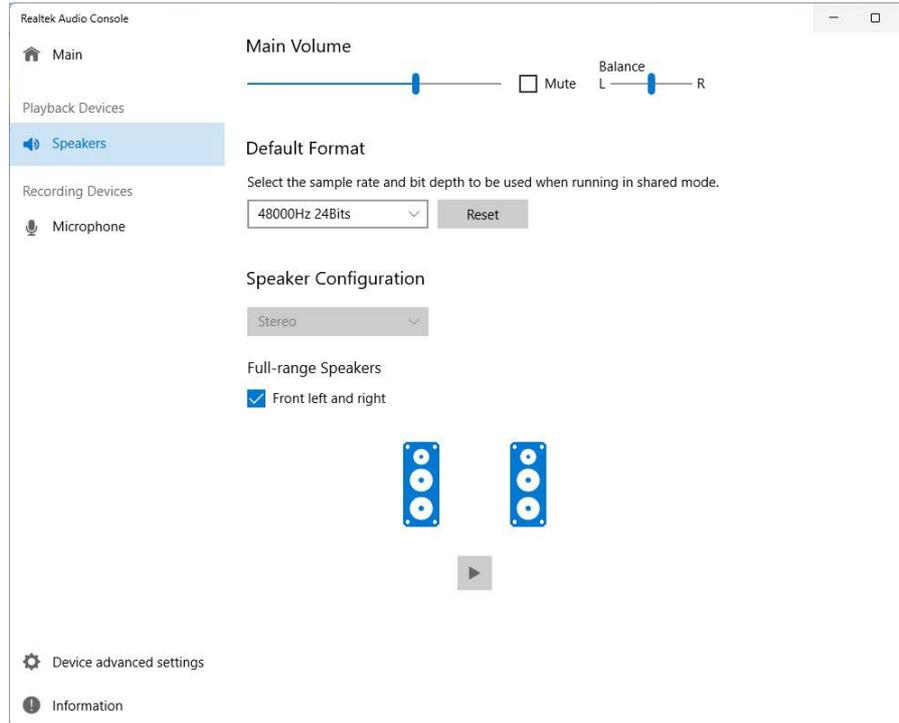 Realtek Audio Console
Main
Playback Devices
Speakers
Recording Devices
Microphone
Device advanced settings
Information
Main Volume
Mute
Balance
L R
Default Format
Select the sample rate and bit depth to be used when running in shared mode.
48000Hz 24Bits
Reset
Speaker Configuration
Stereo
Full-range Speakers
Front left and right